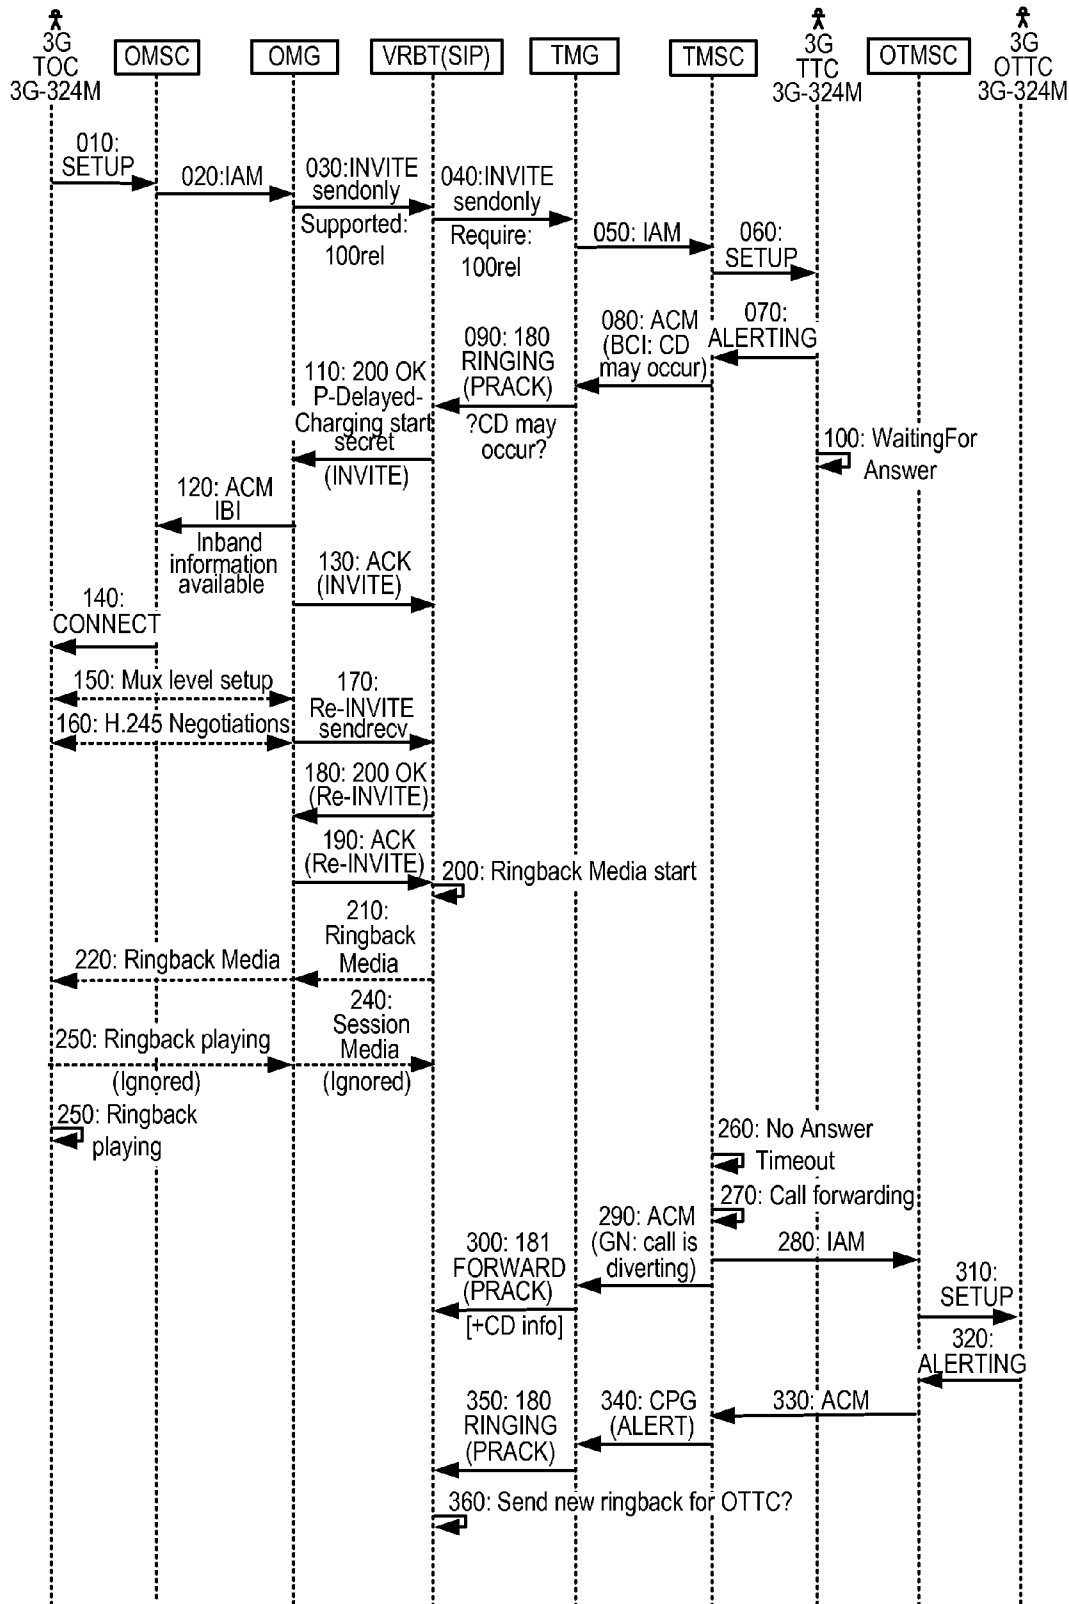 3G
TOC
3G-324M
OMSC
OMG
VRBT(SIP)
TMG
TMSC
3G
TTC
3G-324M
OTMSC
3G
OTTC
3G-324M
010:
SETUP
020:IAM
030:INVITE
sendonly
Supported:
100rel
040:INVITE
sendonly
Require:
100rel
050: IAM
060:
SETUP
070:
ALERTING
080: ACM
(BCI: CD
may occur)
090: 180
RINGING
(PRACK)
?CD may
occur?
100: WaitingFor
Answer
110: 200 OK
P-Delayed-
Charging start
secret
(INVITE)
120: ACM
IBI
Inband
information
available
130: ACK
(INVITE)
140:
CONNECT
150: Mux level setup
160: H.245 Negotiations
170:
Re-INVITE
sendrecv
180: 200 OK
(Re-INVITE)
190: ACK
(Re-INVITE)
200: Ringback Media start
210:
Ringback
Media
220: Ringback Media
240:
Session
Media
(Ignored)
250: Ringback playing
(Ignored)
250: Ringback
playing
260: No Answer
Timeout
270: Call forwarding
280: IAM
290: ACM
(GN: call is
diverting)
300: 181
FORWARD
(PRACK)
[+CD info]
310:
SETUP
320:
ALERTING
330: ACM
340: CPG
(ALERT)
350: 180
RINGING
(PRACK)
360: Send new ringback for OTTC?